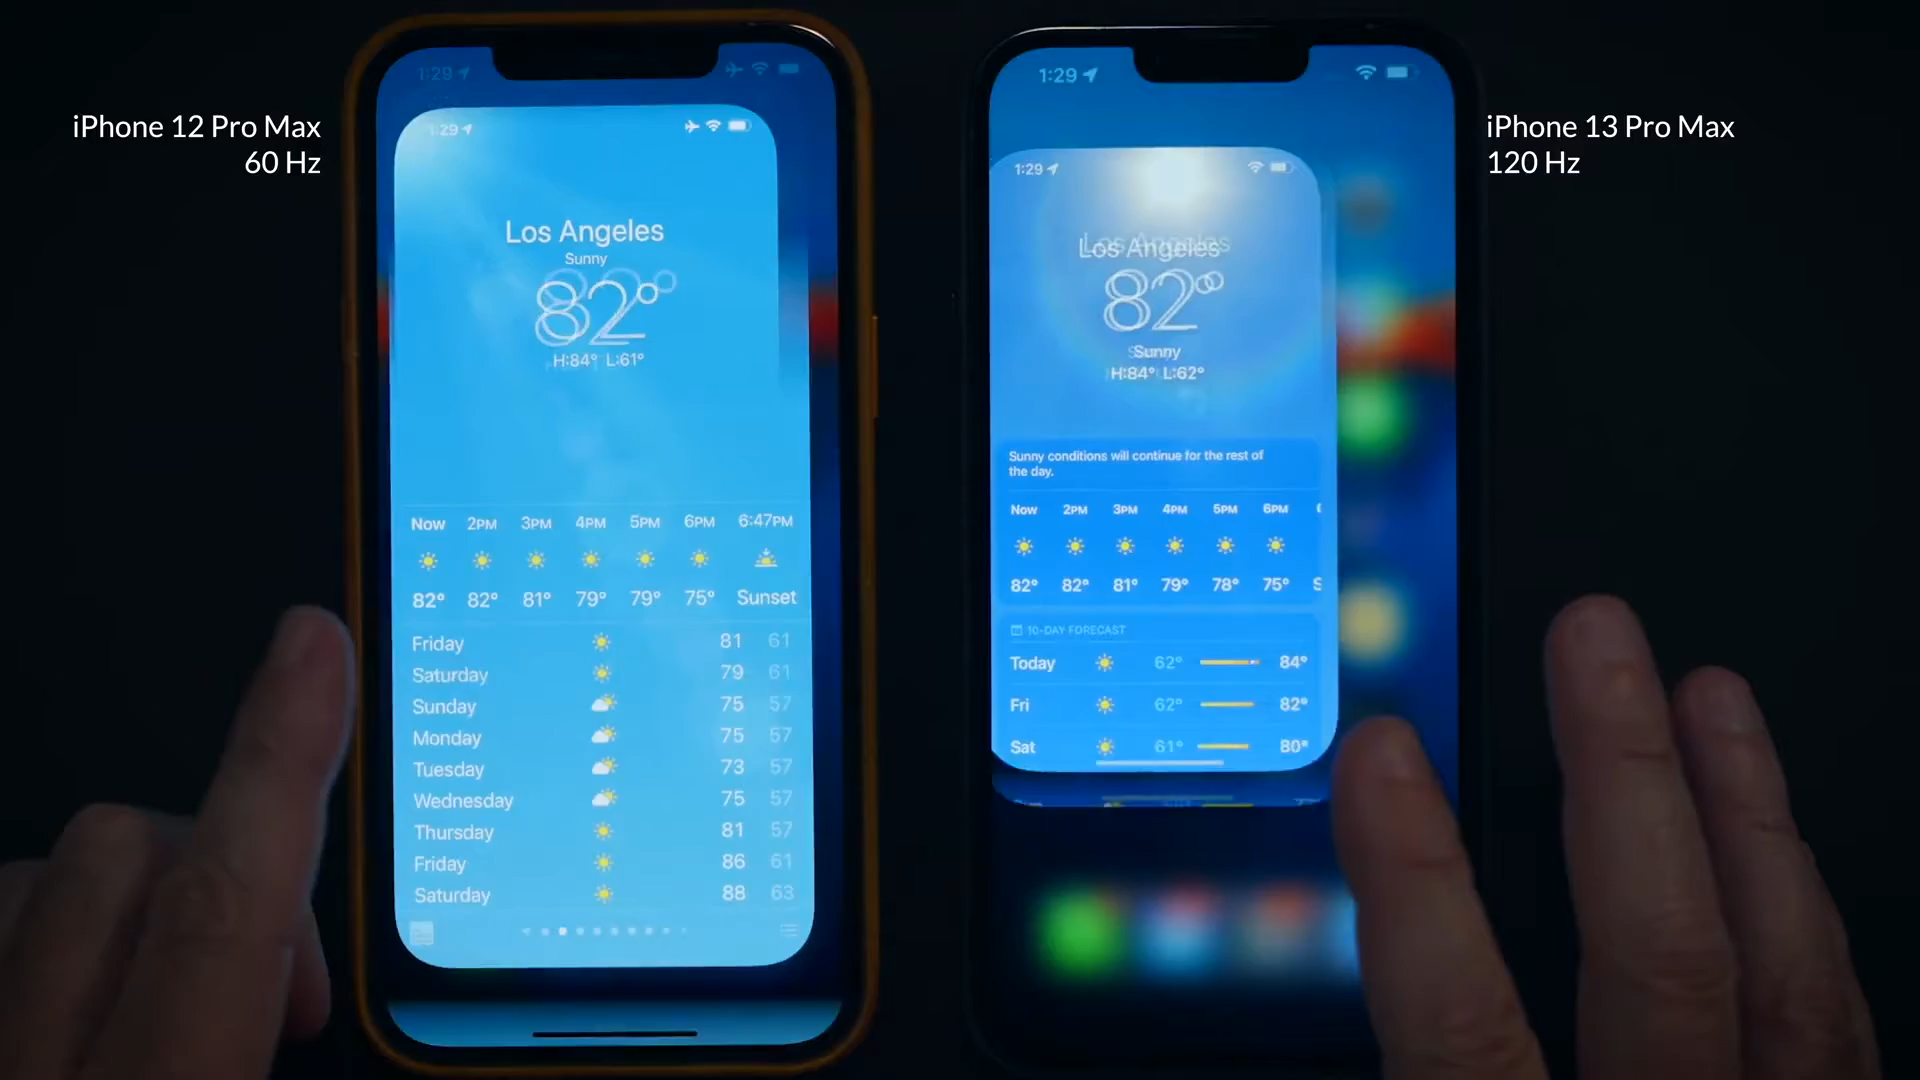 iPhone 12 Pro Max
60 Hz
1:29
1:29
Los Angeles
Sunny
82°
H:84° L:61°
Now 2PM 3PM 4PM 5PM 6PM 6:47PM
82° 82° 81° 79° 79° 75° Sunset
Friday 81 61
Saturday 79 61
Sunday 75 57
Monday 75 57
Tuesday 73 57
Wednesday 75 57
Thursday 81 57
Friday 86 61
Saturday 88 63
iPhone 13 Pro Max
120 Hz
1:29
1:29
Los Angeles
82°
Sunny
H:84° L:62°
Sunny conditions will continue for the rest of
the day.
Now 2PM 3PM 4PM 5PM 6PM
82° 82° 81° 79° 78° 75° S
10-DAY FORECAST
Today 62° 84°
Fri 62° 82°
Sat 61° 80°